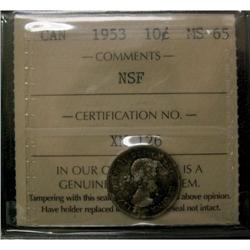 CAN 1953 10¢ MS-65
COMMENTS
NSF
CERTIFICATION NO.
IN OUR IS A
GENUINE EM.
Tampering with this seal above opinion.
Have holder replaced seal not intact.